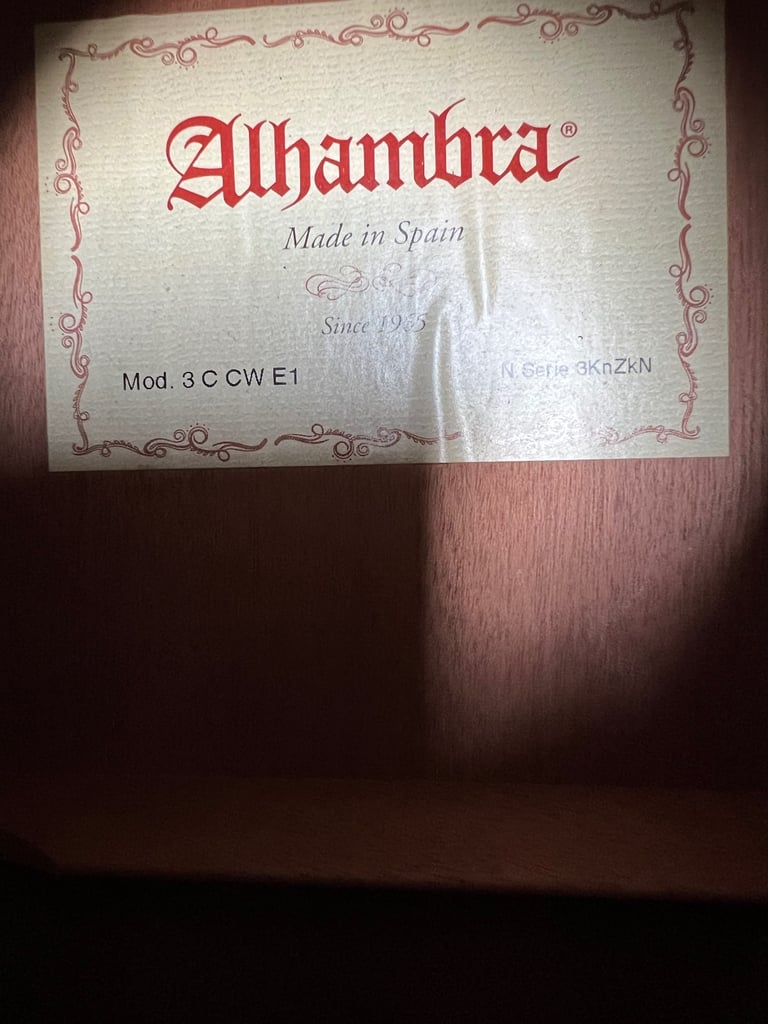 Alhambra®
Made in Spain
Since 1965
Mod. 3 C CW E1
N Serie 3KnZkN